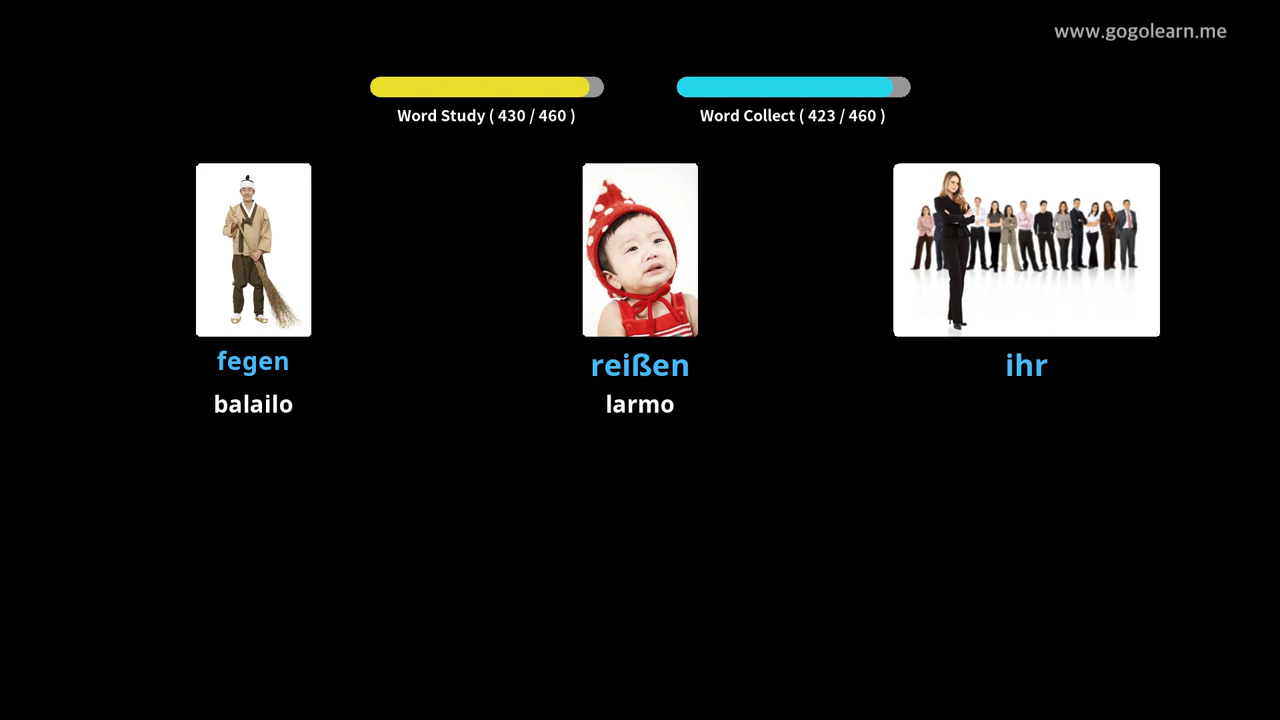 www.gogolearn.me
Word Study ( 430 / 460 )
Word Collect ( 423 / 460 )
fegen
reißen
ihr
balailo
larmo